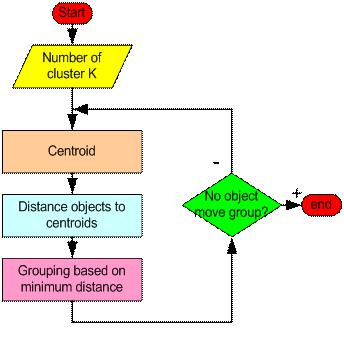 Start
Number of
cluster K
Centroid
Distance objects to
centroids
Grouping based on
minimum distance
-
No object
move group?
+
end